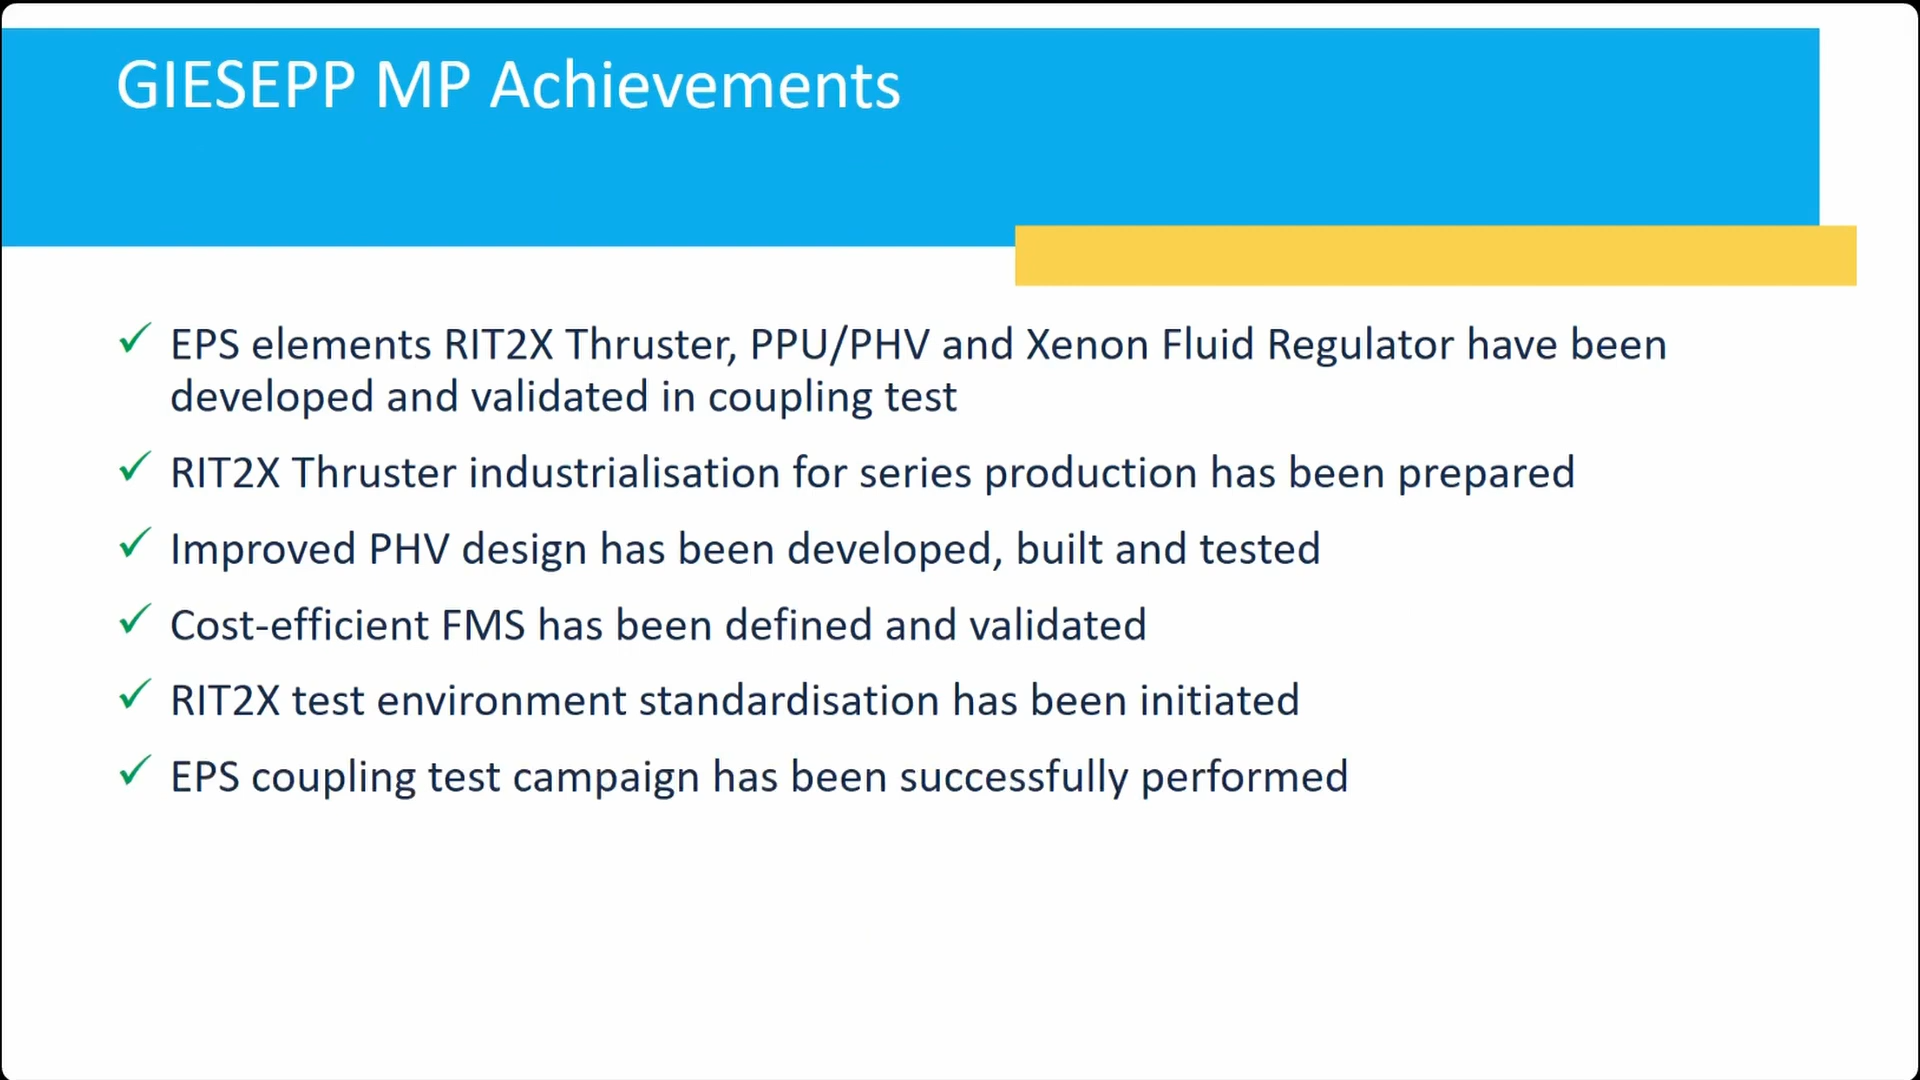 GIESEPP MP Achievements
✓ EPS elements RIT2X Thruster, PPU/PHV and Xenon Fluid Regulator have been
developed and validated in coupling test
✓ RIT2X Thruster industrialisation for series production has been prepared
✓ Improved PHV design has been developed, built and tested
✓ Cost-efficient FMS has been defined and validated
✓ RIT2X test environment standardisation has been initiated
✓ EPS coupling test campaign has been successfully performed